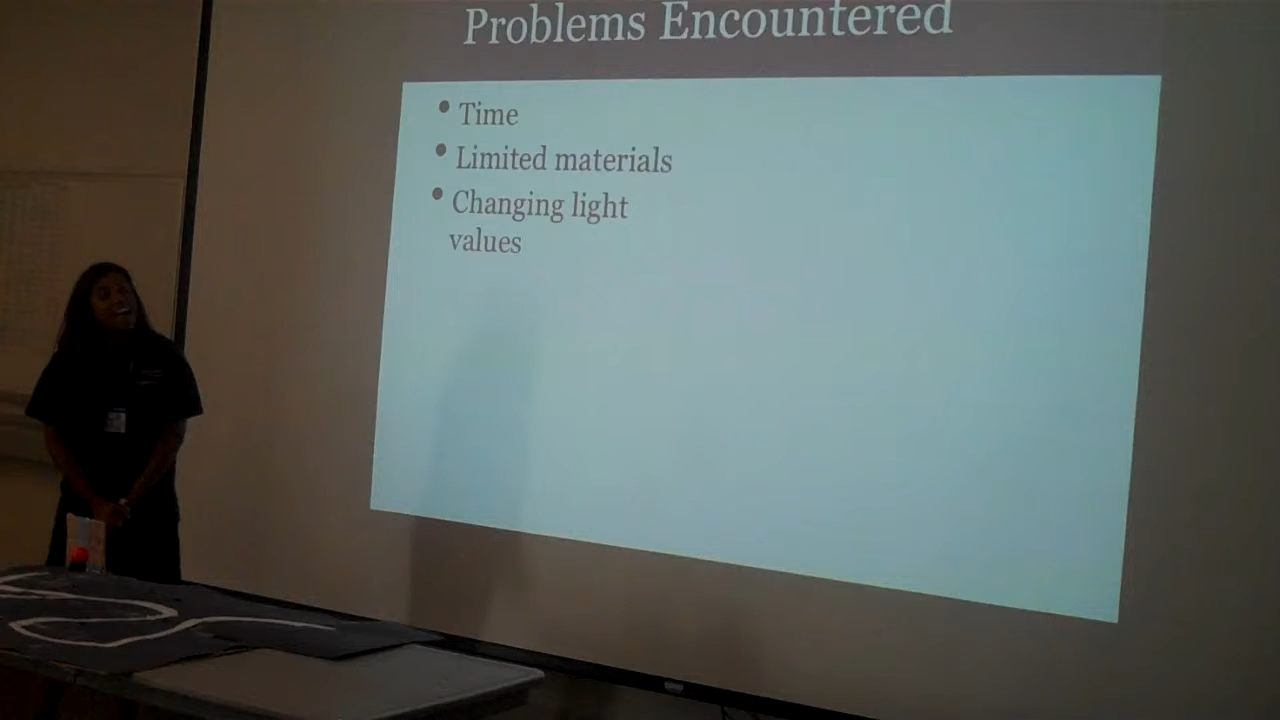 Problems Encountered
• Time
• Limited materials
• Changing light
values